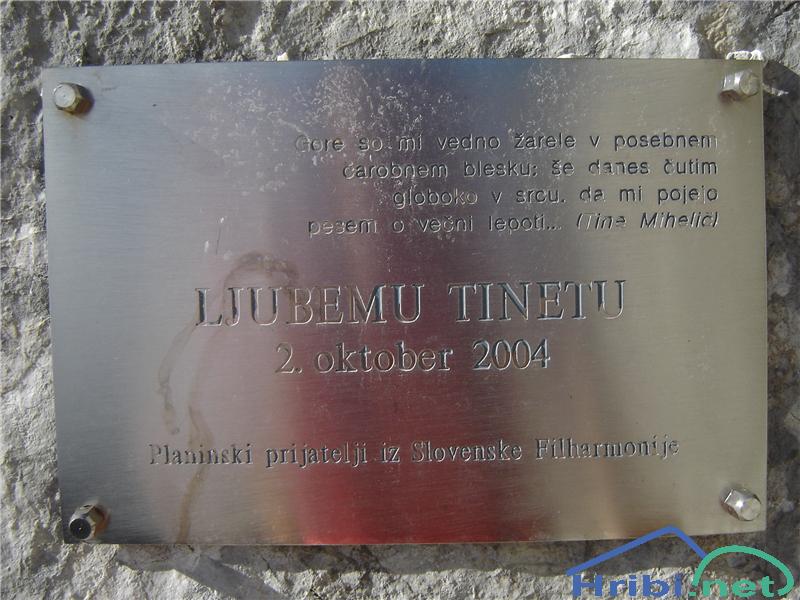 Gore so mi vedno žarele v posebnem
čarobnem blesku; še danes čutim
globoko v srcu, da mi pojejo
pesem o večni lepoti... (Tine Mihelič)
LJUBEMU TINETU
2. oktober 2004
Planinski prijatelji iz Slovenske Filharmonije
Hribi.net